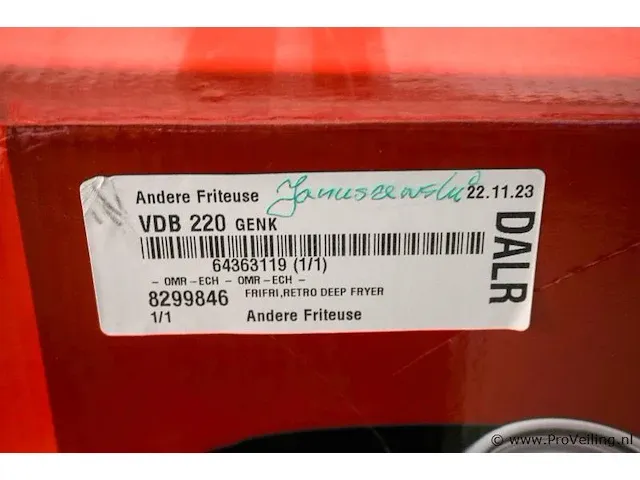 Andere Friteuse Januszewski 22.11.23
VDB 220 GENK
64363119 (1/1)
- OMR-ECH - OMR-ECH -
8299846 FRIFRI,RETRO DEEP FRYER
1/1 Andere Friteuse
DALR
© www.ProVeiling.nl